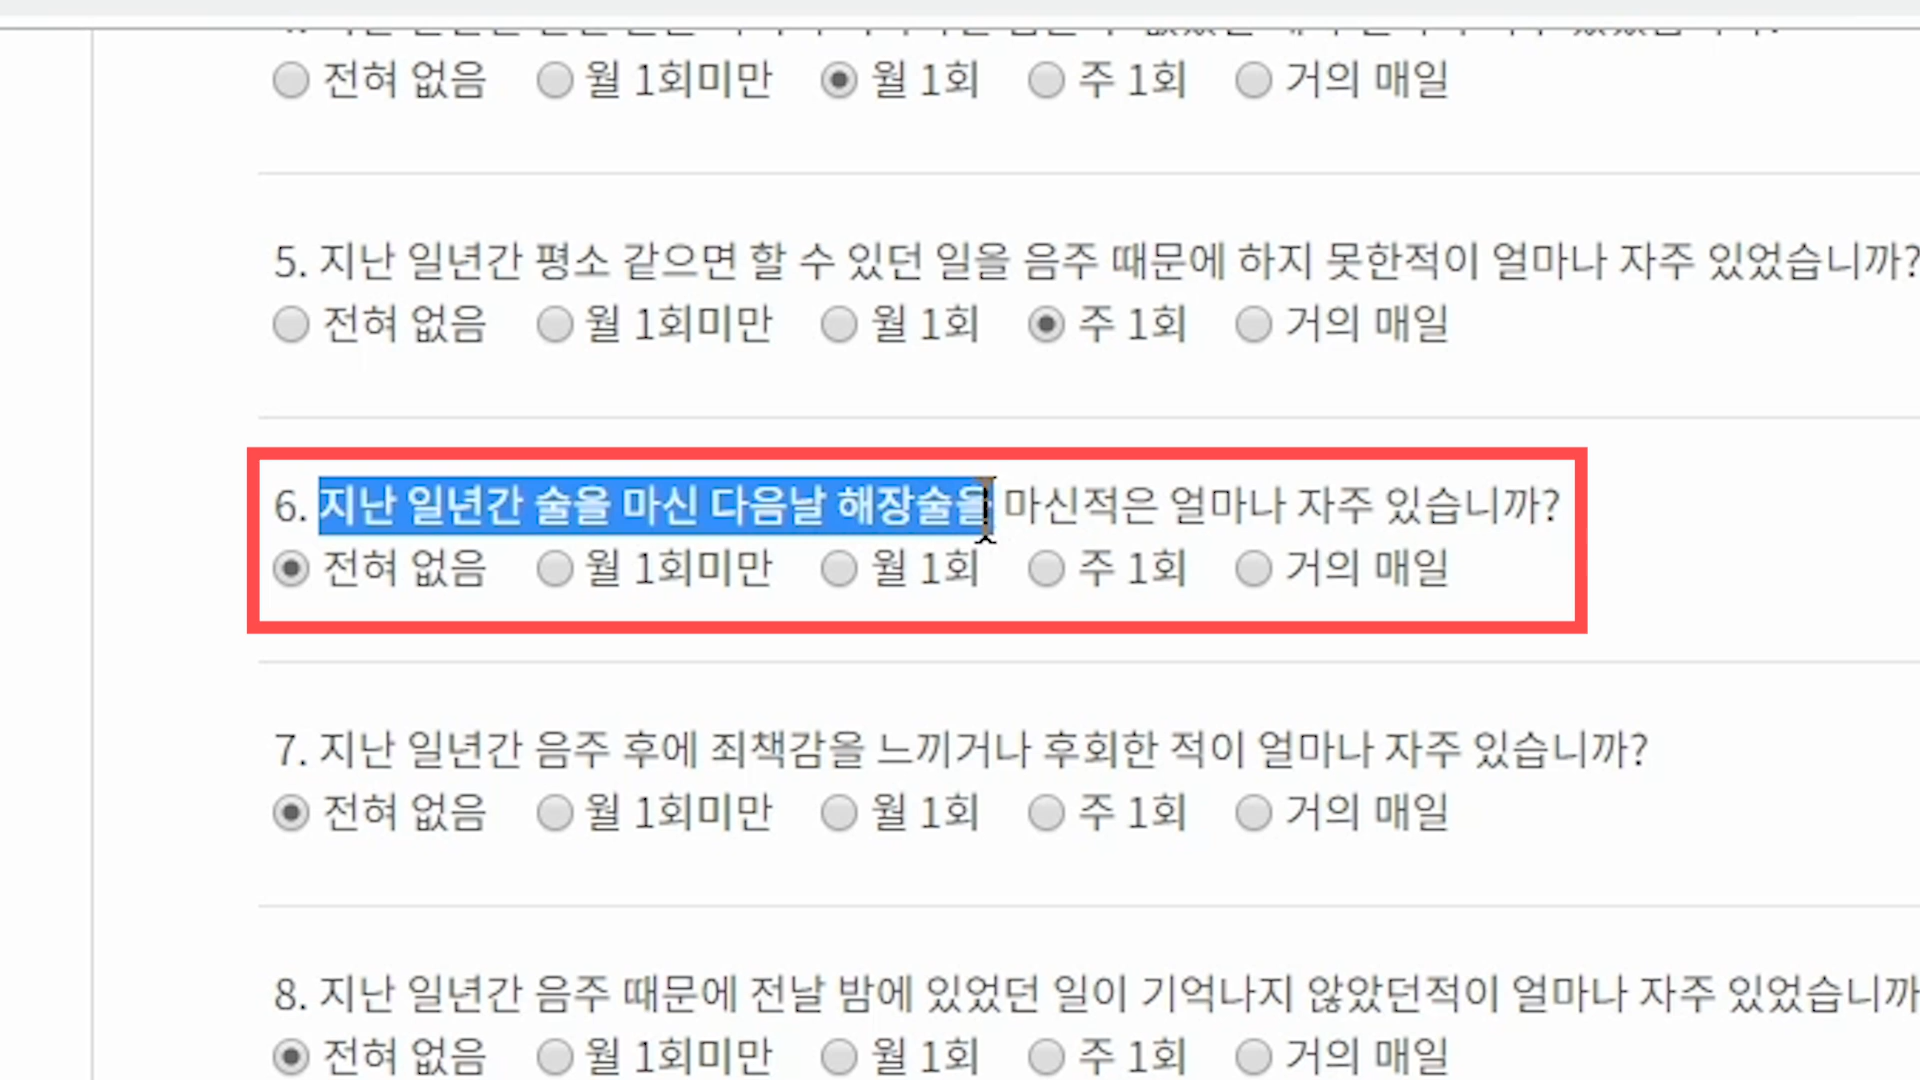 전혀 없음 월 1회미만 월 1회 주 1회 거의 매일
5. 지난 일년간 평소 같으면 할 수 있던 일을 음주 때문에 하지 못한적이 얼마나 자주 있었습니까?
전혀 없음 월 1회미만 월 1회 주 1회 거의 매일
6. 지난 일년간 술을 마신 다음날 해장술을 마신적은 얼마나 자주 있습니까?
전혀 없음 월 1회미만 월 1회 주 1회 거의 매일
7. 지난 일년간 음주 후에 죄책감을 느끼거나 후회한 적이 얼마나 자주 있습니까?
전혀 없음 월 1회미만 월 1회 주 1회 거의 매일
8. 지난 일년간 음주 때문에 전날 밤에 있었던 일이 기억나지 않았던적이 얼마나 자주 있었습니까
전혀 없음 월 1회미만 월 1회 주 1회 거의 매일